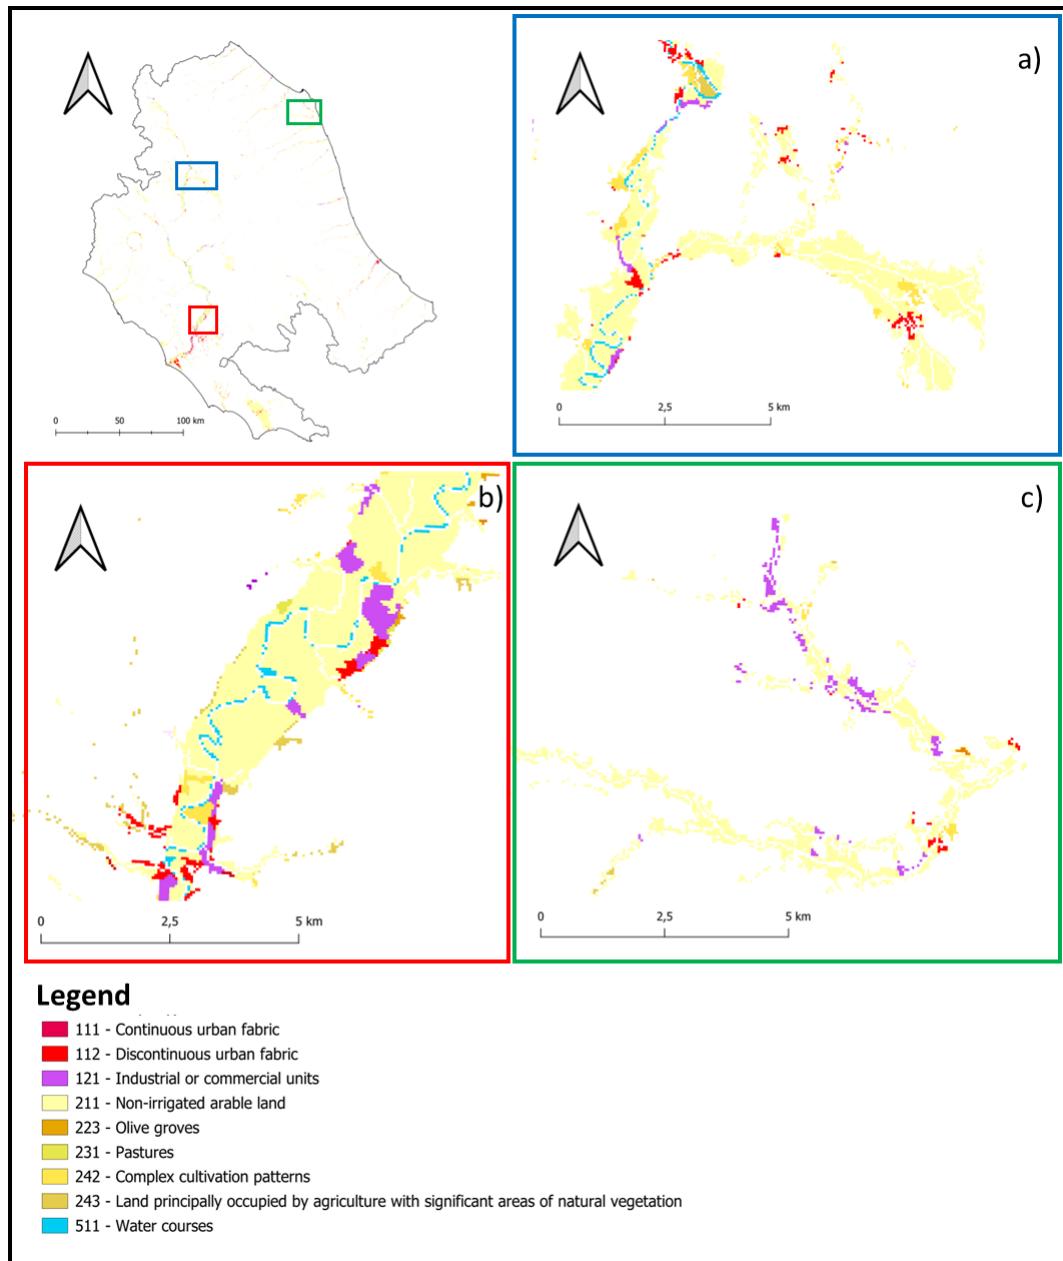 a)
0 50 100 km
0 2,5 5 km
b)
c)
0 2,5 5 km
0 2,5 5 km
Legend
111 - Continuous urban fabric
112 - Discontinuous urban fabric
121 - Industrial or commercial units
211 - Non-irrigated arable land
223 - Olive groves
231 - Pastures
242 - Complex cultivation patterns
243 - Land principally occupied by agriculture with significant areas of natural vegetation
511 - Water courses